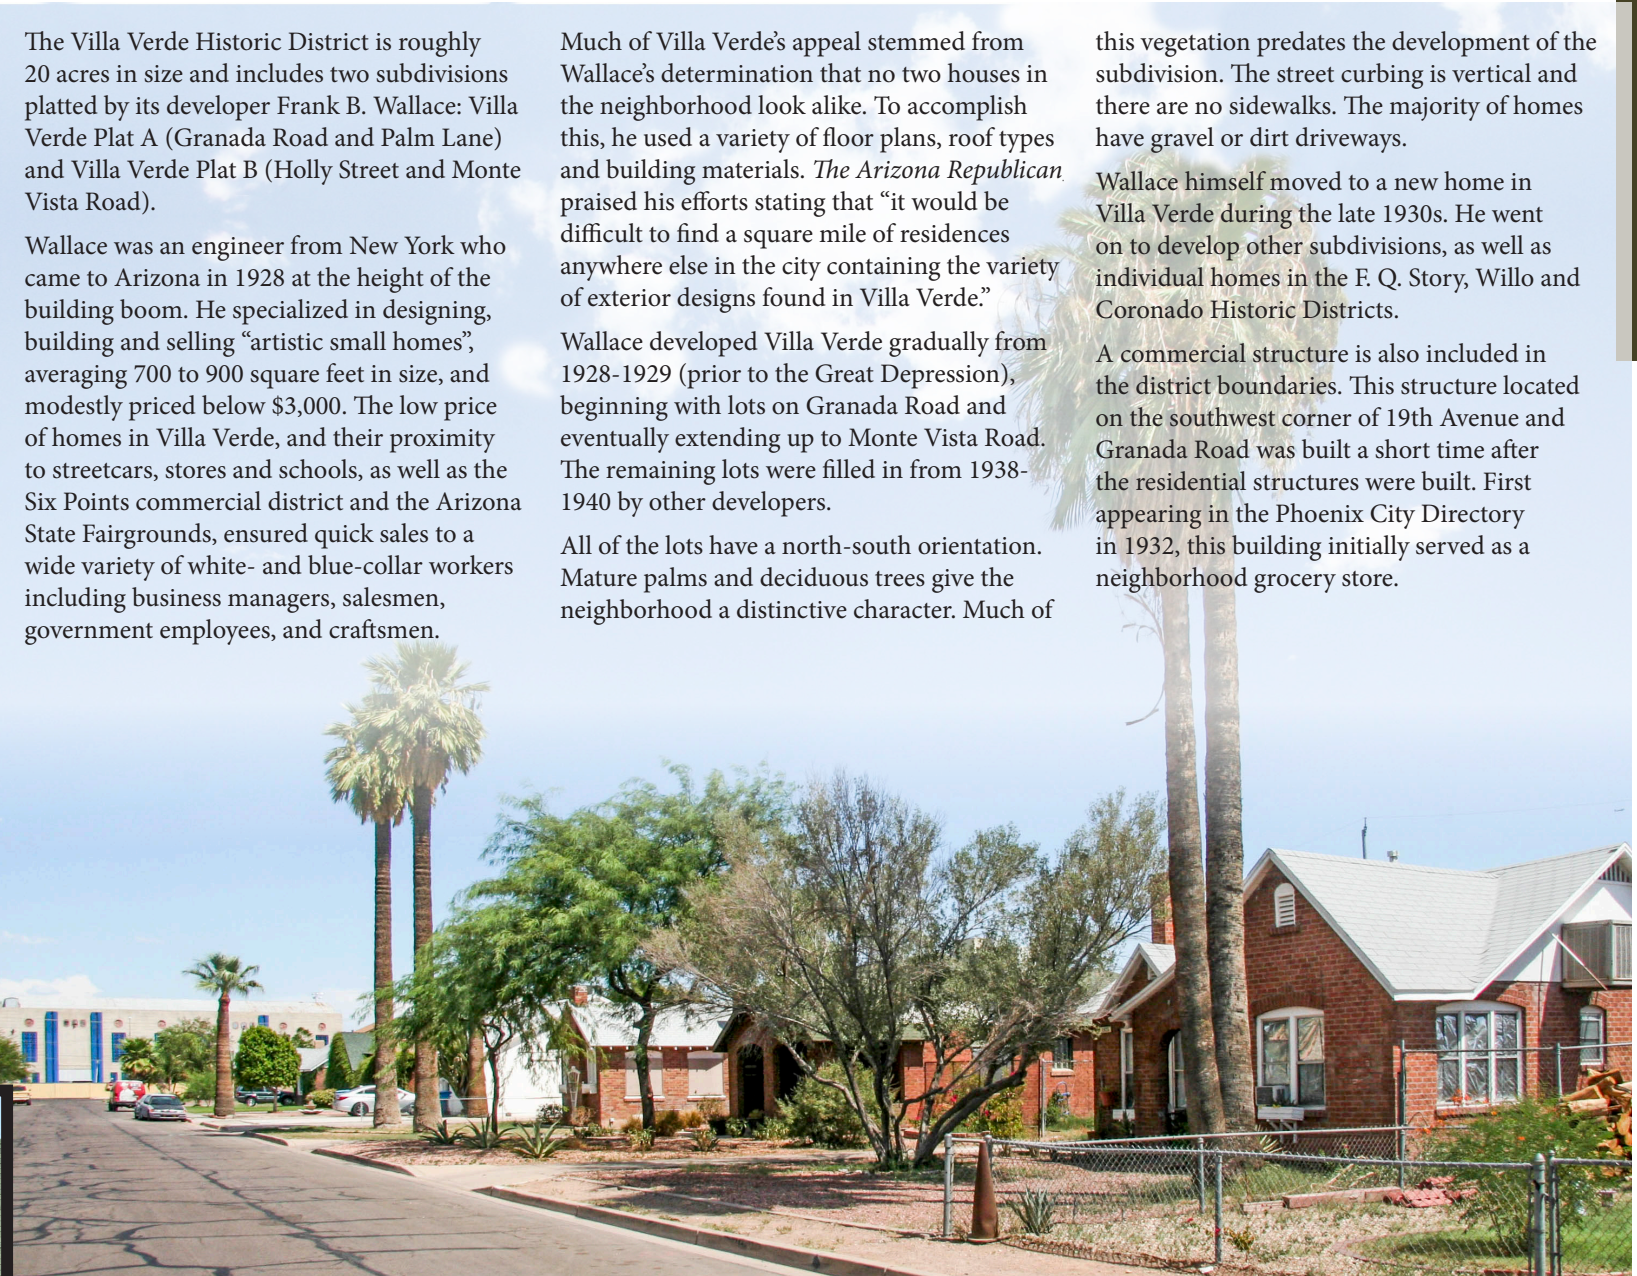 The Villa Verde Historic District is roughly
20 acres in size and includes two subdivisions
platted by its developer Frank B. Wallace: Villa
Verde Plat A (Granada Road and Palm Lane)
and Villa Verde Plat B (Holly Street and Monte
Vista Road).
Wallace was an engineer from New York who
came to Arizona in 1928 at the height of the
building boom. He specialized in designing,
building and selling “artistic small homes”,
averaging 700 to 900 square feet in size, and
modestly priced below $3,000. The low price
of homes in Villa Verde, and their proximity
to streetcars, stores and schools, as well as the
Six Points commercial district and the Arizona
State Fairgrounds, ensured quick sales to a
wide variety of white- and blue-collar workers
including business managers, salesmen,
government employees, and craftsmen.
Much of Villa Verde’s appeal stemmed from
Wallace’s determination that no two houses in
the neighborhood look alike. To accomplish
this, he used a variety of floor plans, roof types
and building materials. The Arizona Republican
praised his efforts stating that “it would be
difficult to find a square mile of residences
anywhere else in the city containing the variety
of exterior designs found in Villa Verde.”
Wallace developed Villa Verde gradually from
1928-1929 (prior to the Great Depression),
beginning with lots on Granada Road and
eventually extending up to Monte Vista Road.
The remaining lots were filled in from 1938-
1940 by other developers.
All of the lots have a north-south orientation.
Mature palms and deciduous trees give the
neighborhood a distinctive character. Much of
this vegetation predates the development of the
subdivision. The street curbing is vertical and
there are no sidewalks. The majority of homes
have gravel or dirt driveways.
Wallace himself moved to a new home in
Villa Verde during the late 1930s. He went
on to develop other subdivisions, as well as
individual homes in the F. Q. Story, Willo and
Coronado Historic Districts.
A commercial structure is also included in
the district boundaries. This structure located
on the southwest corner of 19th Avenue and
Granada Road was built a short time after
the residential structures were built. First
appearing in the Phoenix City Directory
in 1932, this building initially served as a
neighborhood grocery store.